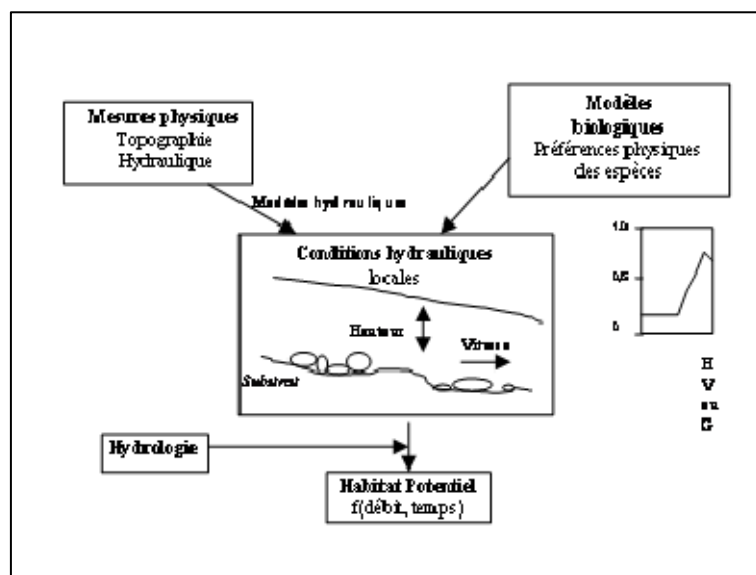 Mesures physiques
Topographie
Hydraulique
Modèles
biologiques
Préférences physiques
des espèces
Modèles hydrauliques
Conditions hydrauliques
locales
Hauteur
Vitesse
Substrat
1,0
0,5
0
H
V
ou
G
Hydrologie
Habitat Potentiel
f(débit, temps)